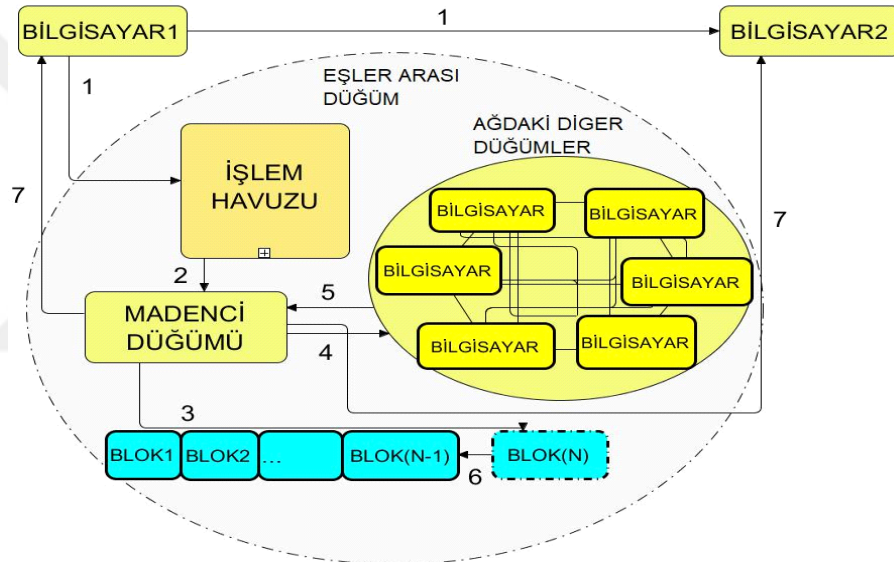 1
BİLGİSAYAR1
BİLGİSAYAR2
1
EŞLER ARASI
DÜĞÜM
AĞDAKİ DİGER
DÜĞÜMLER
İŞLEM
HAVUZU
7
7
BİLGİSAYAR
BİLGİSAYAR
BİLGİSAYAR
BİLGİSAYAR
BİLGİSAYAR
BİLGİSAYAR
2
5
MADENCİ
DÜĞÜMÜ
4
3
BLOK1
BLOK2
...
BLOK(N-1)
6
BLOK(N)